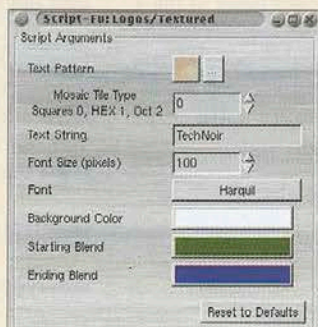 Script-Fu:Logos/Textured
Script Arguments
Text Pattern
...
Mosaic Tile Type
Squares 0, HEX 1, Oct 2
0
Text String
TechNoir
Font Size (pixels)
100
Font
Harquil
Background Color
Starting Blend
Ending Blend
Reset to Defaults